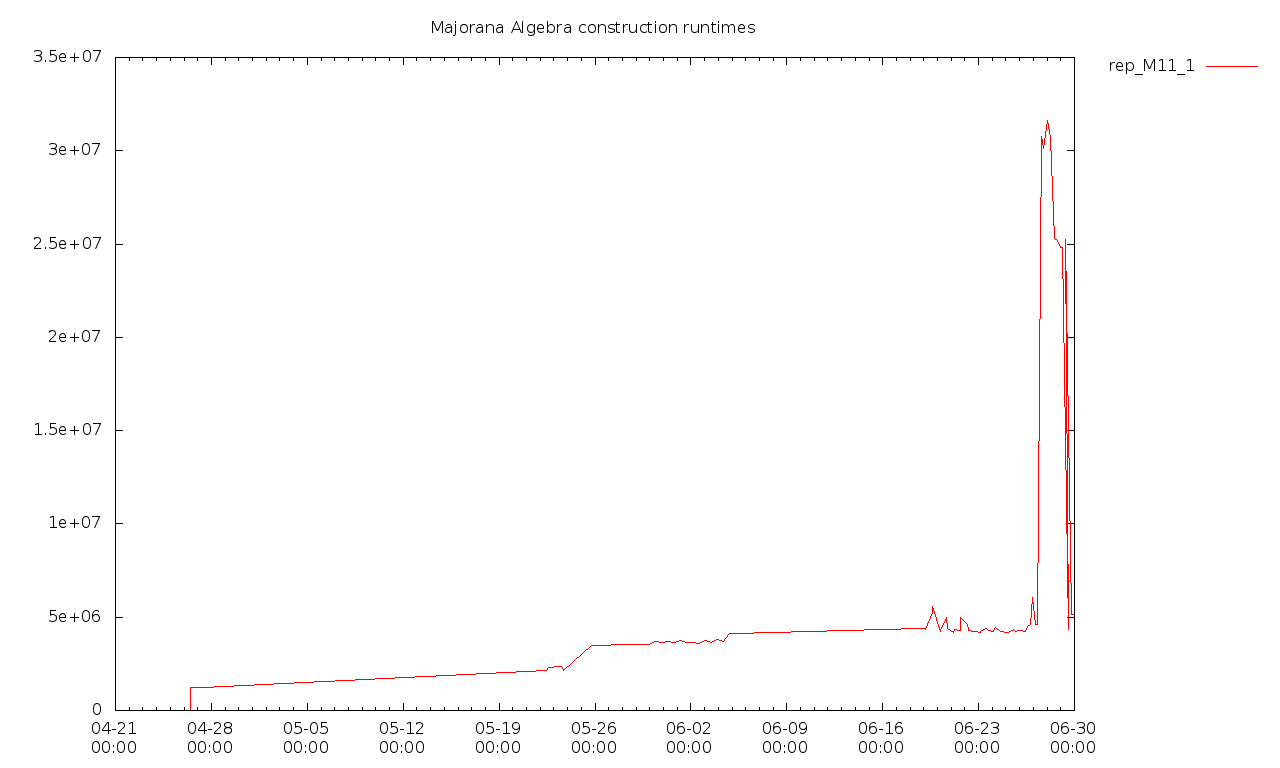 Majorana Algebra construction runtimes
3.5e+07
rep_M11_1
3e+07
2.5e+07
2e+07
1.5e+07
1e+07
5e+06
0
04-21 04-28 05-05 05-12 05-19 05-26 06-02 06-09 06-16 06-23 06-30
00:00 00:00 00:00 00:00 00:00 00:00 00:00 00:00 00:00 00:00 00:00